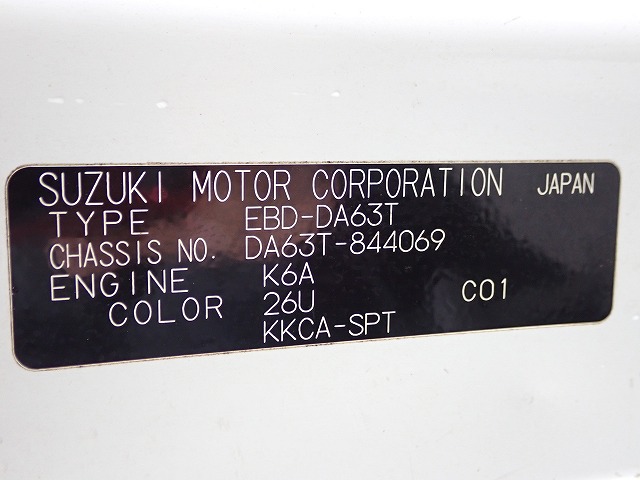 SUZUKI MOTOR CORPORATION JAPAN
TYPE EBD-DA63T
CHASSIS NO. DA63T-844069
ENGINE K6A
COLOR 26U C01
KKCA-SPT